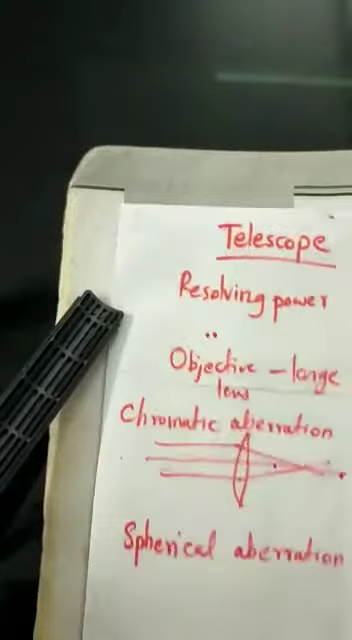 Telescope
Resolving power
Objective - large
lens
Chromatic aberration
Spherical aberration